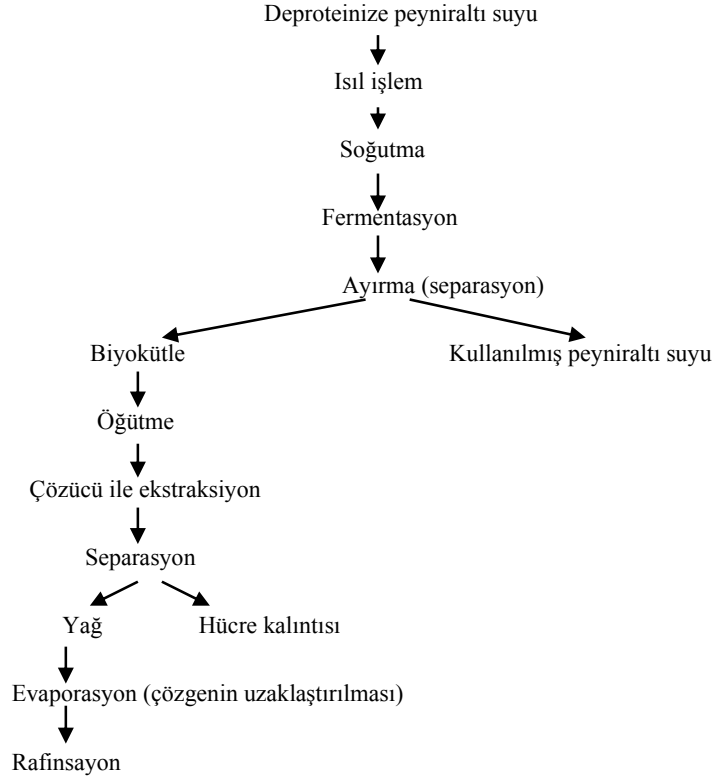 Deproteinize peyniraltı suyu
Isıl işlem
Soğutma
Fermentasyon
Ayırma (separasyon)
Biyokütle
Kullanılmış peyniraltı suyu
Öğütme
Çözücü ile ekstraksiyon
Separasyon
Yağ
Hücre kalıntısı
Evaporasyon (çözgenin uzaklaştırılması)
Rafinsayon